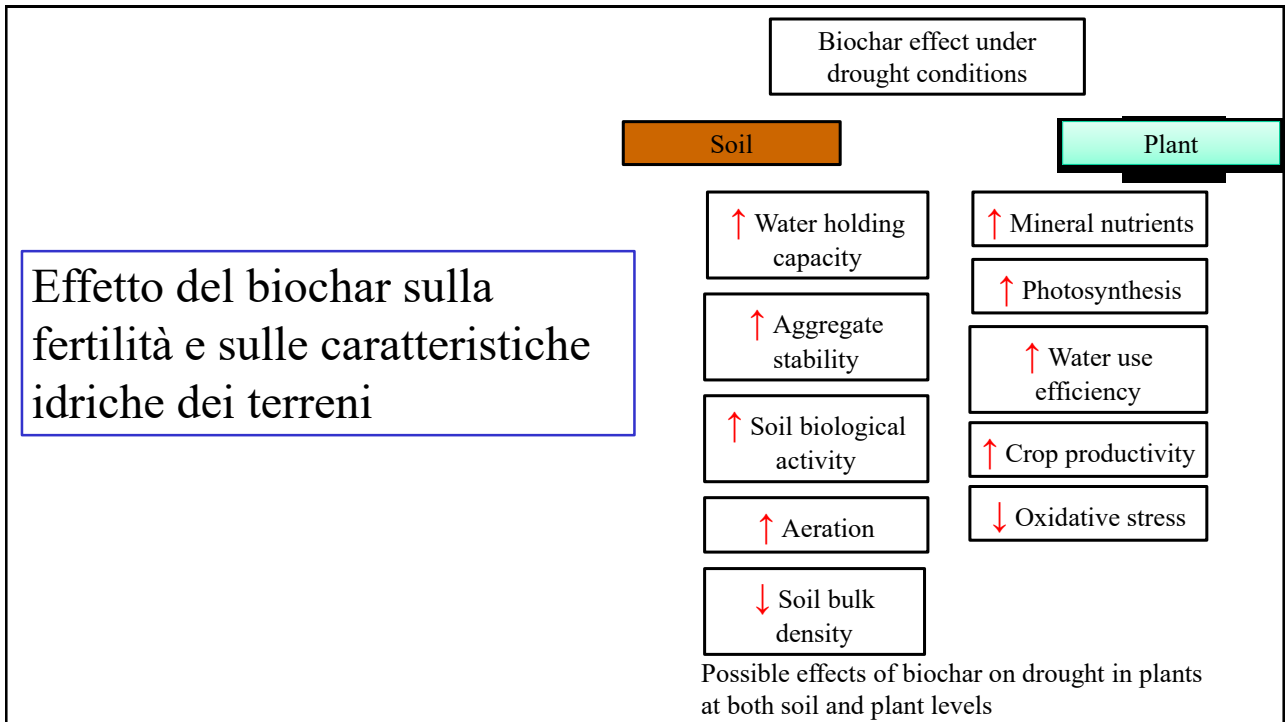 Biochar effect under
drought conditions
Soil
Plant
Effetto del biochar sulla
fertilità e sulle caratteristiche
idriche dei terreni
↑ Water holding
capacity
↑ Aggregate
stability
↑ Soil biological
activity
↑ Aeration
↓ Soil bulk
density
↑ Mineral nutrients
↑ Photosynthesis
↑ Water use
efficiency
↑ Crop productivity
↓ Oxidative stress
Possible effects of biochar on drought in plants
at both soil and plant levels